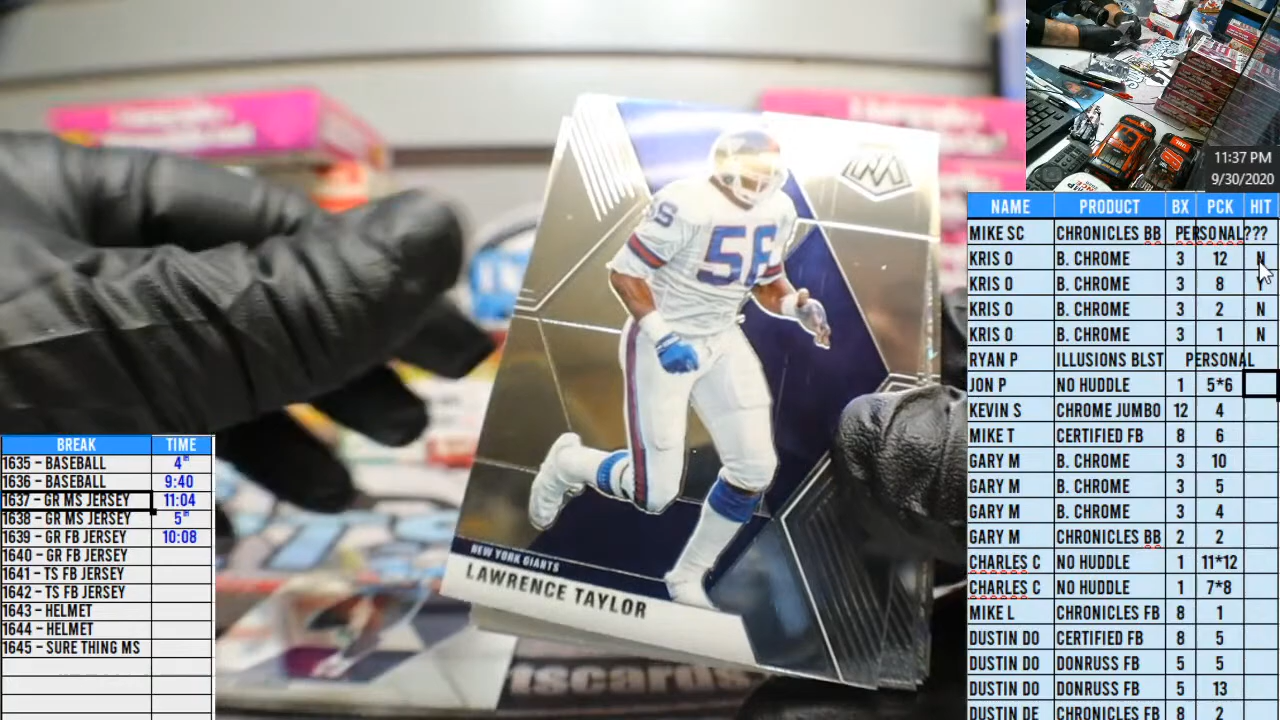 56
S
NEW YORK GIANTS
LAWRENCE TAYLOR
tscards
11:37 PM
9/30/2020
NAME PRODUCT BX PCK HIT
MIKE SC CHRONICLES BB PERSONAL???
KRIS O B. CHROME 3 12 N
KRIS O B. CHROME 3 8 Y
KRIS O B. CHROME 3 2 N
KRIS O B. CHROME 3 1 N
RYAN P ILLUSIONS BLST PERSONAL
JON P NO HUDDLE 1 5*6
KEVIN S CHROME JUMBO 12 4
MIKE T CERTIFIED FB 8 6
GARY M B. CHROME 3 10
GARY M B. CHROME 3 5
GARY M B. CHROME 3 4
GARY M CHRONICLES BB 2 2
CHARLES C NO HUDDLE 1 11*12
CHARLES C NO HUDDLE 1 7*8
MIKE L CHRONICLES FB 8 1
DUSTIN DO CERTIFIED FB 8 5
DUSTIN DO DONRUSS FB 5 5
DUSTIN DO DONRUSS FB 5 13
DUSTIN DE CHRONICLES FB 8 2
BREAK TIME
1635 - BASEBALL 4th
1636 - BASEBALL 9:40
1637 - GR MS JERSEY 11:04
1638 - GR MS JERSEY 5th
1639 - GR FB JERSEY 10:08
1640 - GR FB JERSEY
1641 - TS FB JERSEY
1642 - TS FB JERSEY
1643 - HELMET
1644 - HELMET
1645 - SURE THING MS